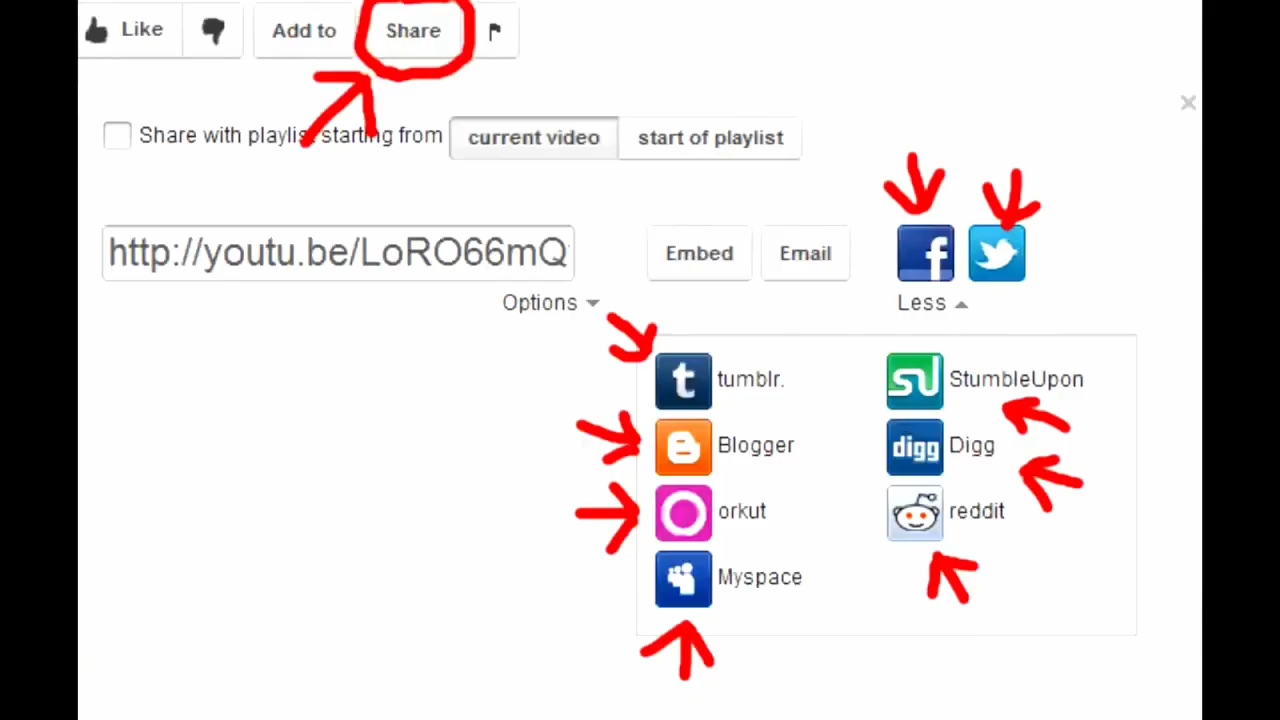 Like Add to Share
Share with playlist starting from current video start of playlist
http://youtu.be/LoRO66mQ
Embed Email
Options Less
tumblr. StumbleUpon
Blogger digg Digg
orkut reddit
Myspace